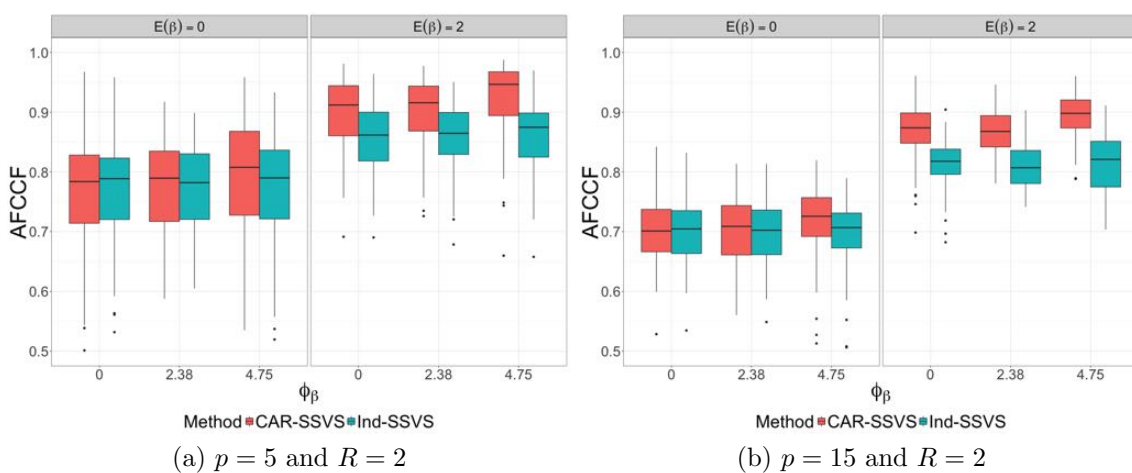 E(β) = 0
E(β) = 2
1.0
0.9
0.8
0.7
0.6
0.5
AFCCF
0
2.38
4.75
0
2.38
4.75
ϕβ
Method CAR-SSVS Ind-SSVS
(a) p = 5 and R = 2
E(β) = 0
E(β) = 2
1.0
0.9
0.8
0.7
0.6
0.5
AFCCF
0
2.38
4.75
0
2.38
4.75
ϕβ
Method CAR-SSVS Ind-SSVS
(b) p = 15 and R = 2